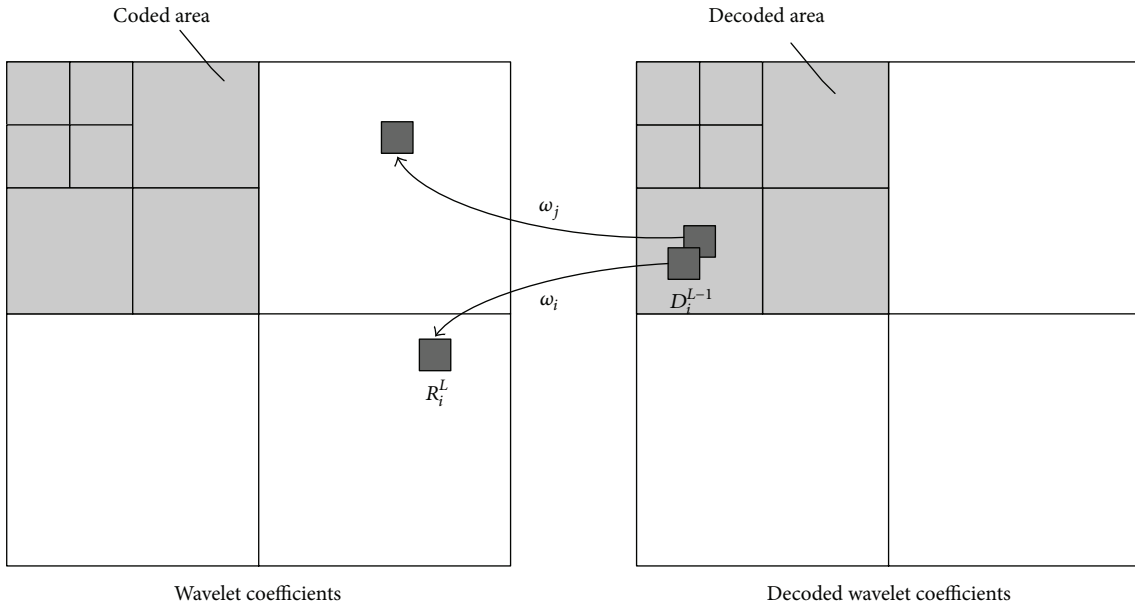 Coded area
Decoded area
ω_j
ω_i
D_i^{L−1}
R_i^L
Wavelet coefficients
Decoded wavelet coefficients